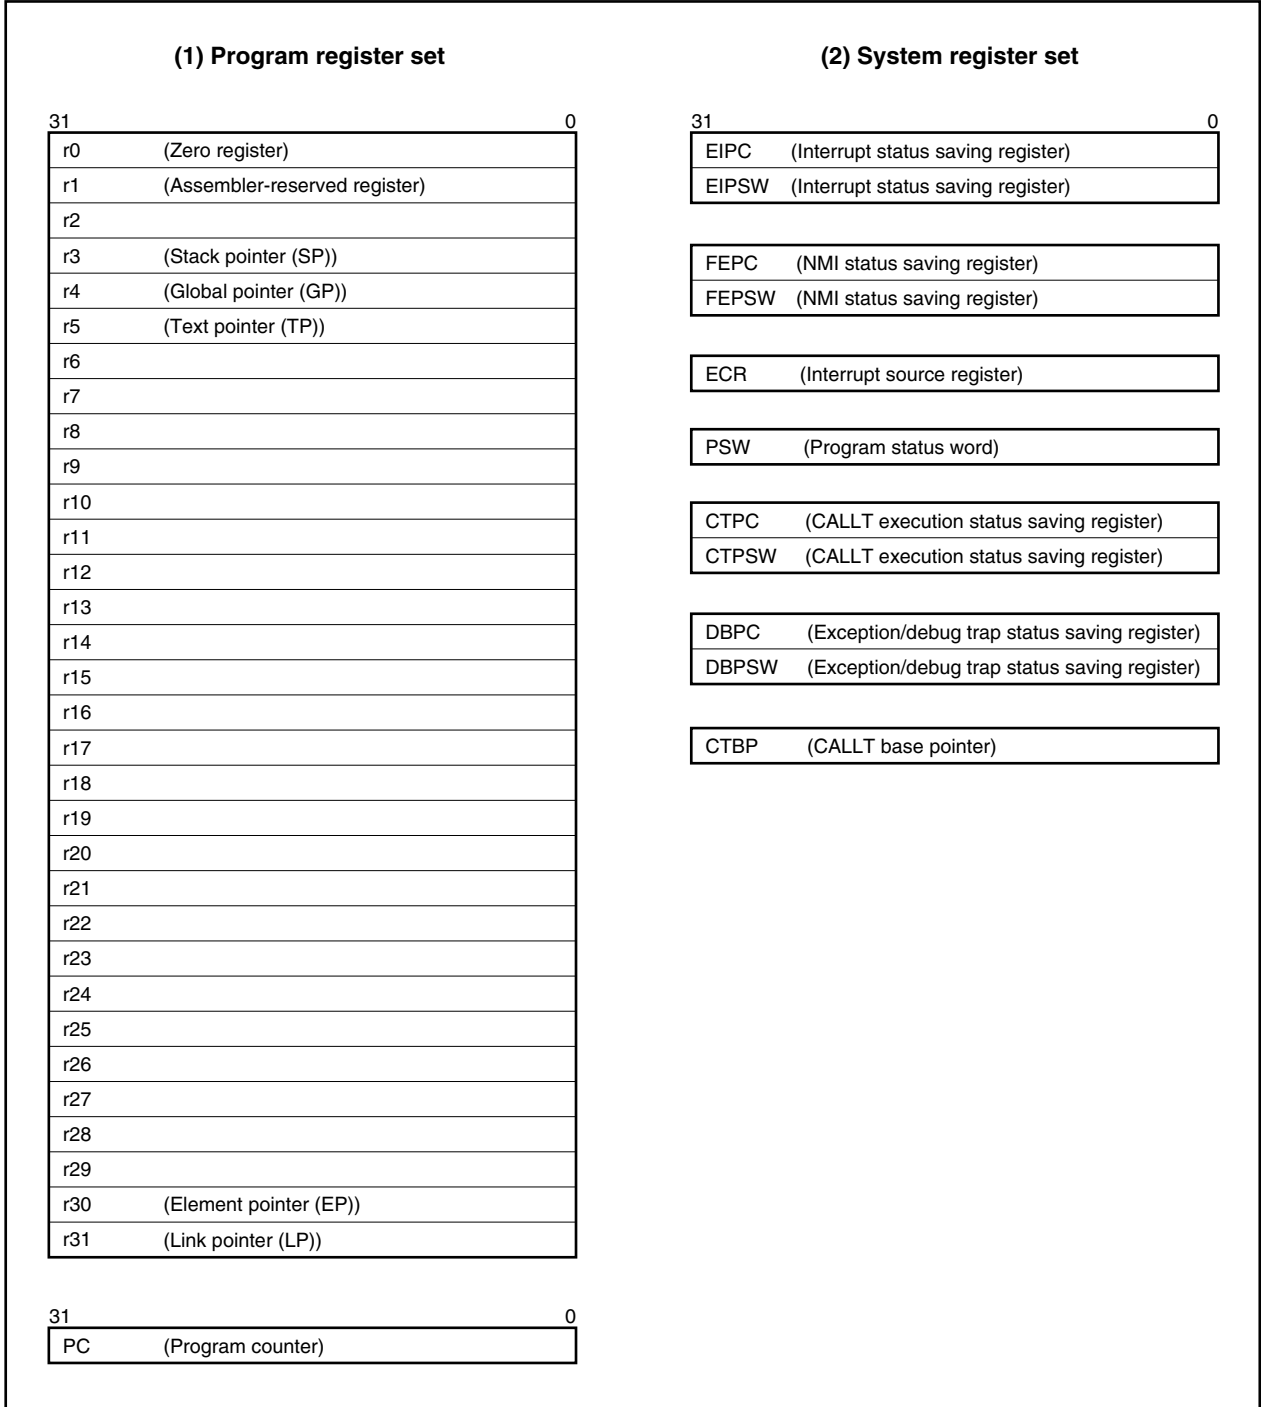 (1) Program register set
31 0
r0 (Zero register)
r1 (Assembler-reserved register)
r2
r3 (Stack pointer (SP))
r4 (Global pointer (GP))
r5 (Text pointer (TP))
r6
r7
r8
r9
r10
r11
r12
r13
r14
r15
r16
r17
r18
r19
r20
r21
r22
r23
r24
r25
r26
r27
r28
r29
r30 (Element pointer (EP))
r31 (Link pointer (LP))
31 0
PC (Program counter)
(2) System register set
31 0
EIPC (Interrupt status saving register)
EIPSW (Interrupt status saving register)
FEPC (NMI status saving register)
FEPSW (NMI status saving register)
ECR (Interrupt source register)
PSW (Program status word)
CTPC (CALLT execution status saving register)
CTPSW (CALLT execution status saving register)
DBPC (Exception/debug trap status saving register)
DBPSW (Exception/debug trap status saving register)
CTBP (CALLT base pointer)